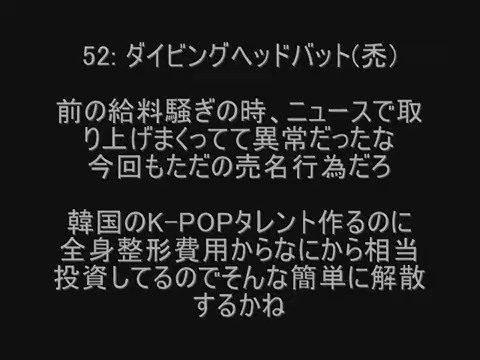 52: ダイビングヘッドバット(禿)
前の給料騒ぎの時、ニュースで取
り上げまくってて異常だったな
今回もただの売名行為だろ
韓国のK-POPタレント作るのに
全身整形費用からなにから相当
投資してるのでそんな簡単に解散
するかね